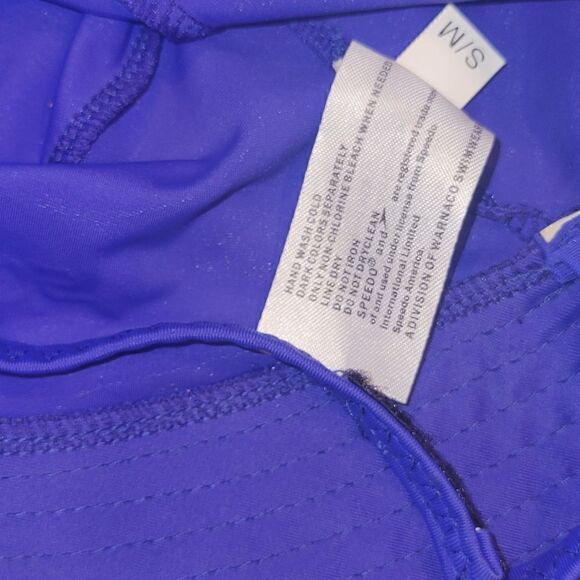 S/M
HAND WASH COLD
DARK COLORS SEPARATELY
ONLY NON-CHLORINE BLEACH WHEN NEEDED
LINE DRY
DO NOT IRON
DO NOT DRYCLEAN
SPEEDO® and are registered trade
of and used under license from Speedo
International Limited
Speedo America
A DIVISION OF WARNACO SWIMWEAR